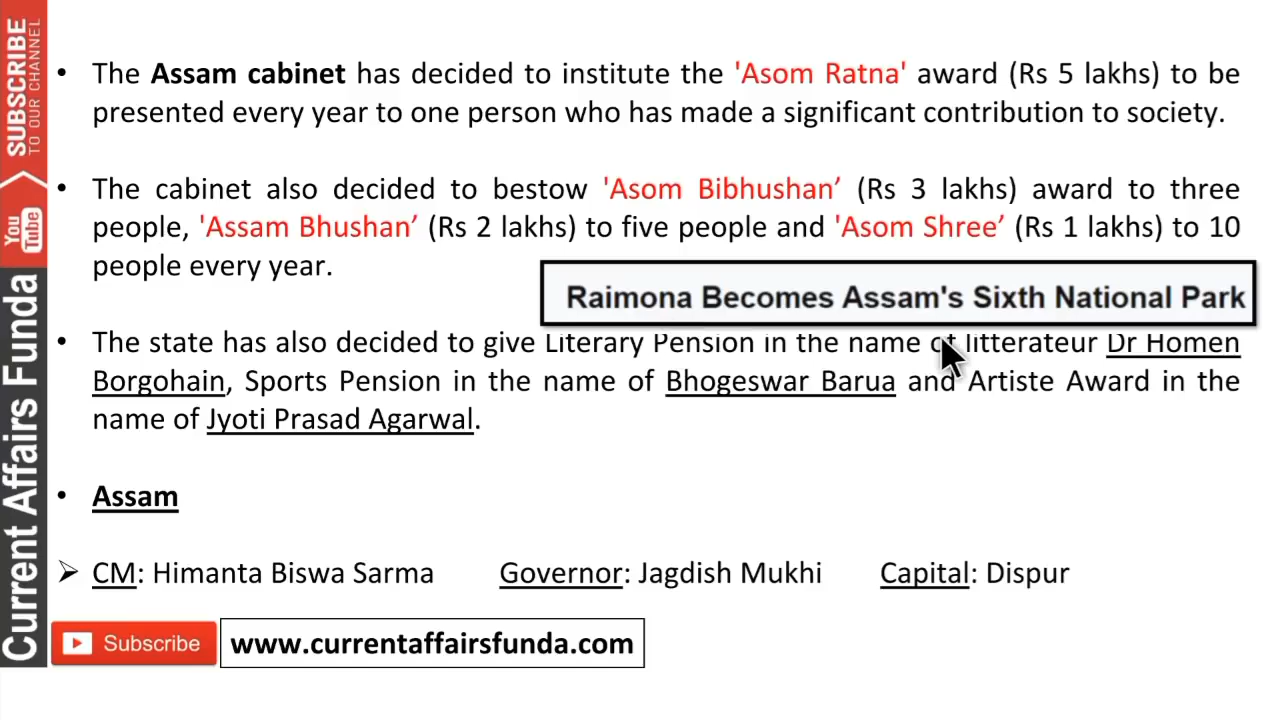 SUBSCRIBE
TO OUR CHANNEL
You
Tube
Current Affairs Funda
• The Assam cabinet has decided to institute the 'Asom Ratna' award (Rs 5 lakhs) to be
presented every year to one person who has made a significant contribution to society.
• The cabinet also decided to bestow 'Asom Bibhushan’ (Rs 3 lakhs) award to three
people, 'Assam Bhushan’ (Rs 2 lakhs) to five people and 'Asom Shree’ (Rs 1 lakhs) to 10
people every year.
Raimona Becomes Assam's Sixth National Park
• The state has also decided to give Literary Pension in the name of litterateur Dr Homen
Borgohain, Sports Pension in the name of Bhogeswar Barua and Artiste Award in the
name of Jyoti Prasad Agarwal.
• Assam
➢ CM: Himanta Biswa Sarma Governor: Jagdish Mukhi Capital: Dispur
Subscribe www.currentaffairsfunda.com